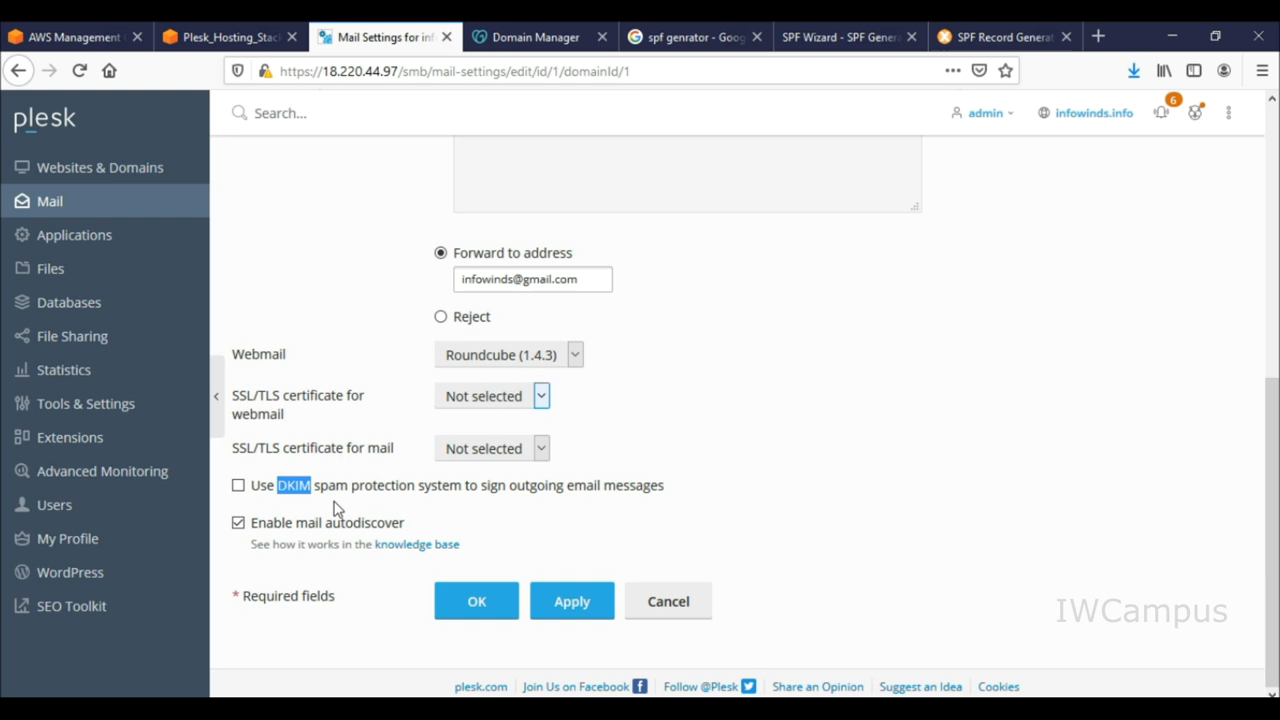 AWS Management
Plesk_Hosting_Stac
Mail Settings for inf
Domain Manager
spf genrator - Goog
SPF Wizard - SPF Genera
SPF Record Generat
https://18.220.44.97/smb/mail-settings/edit/id/1/domainId/1
plesk
Search...
admin
infowinds.info
6
Websites & Domains
Mail
Applications
Files
Databases
File Sharing
Statistics
Tools & Settings
Extensions
Advanced Monitoring
Users
My Profile
WordPress
SEO Toolkit
Forward to address
infowinds@gmail.com
Reject
Webmail
Roundcube (1.4.3)
SSL/TLS certificate for
webmail
Not selected
SSL/TLS certificate for mail
Not selected
Use DKIM spam protection system to sign outgoing email messages
Enable mail autodiscover
See how it works in the knowledge base
* Required fields
OK
Apply
Cancel
IWCampus
plesk.com
Join Us on Facebook
Follow @Plesk
Share an Opinion
Suggest an Idea
Cookies